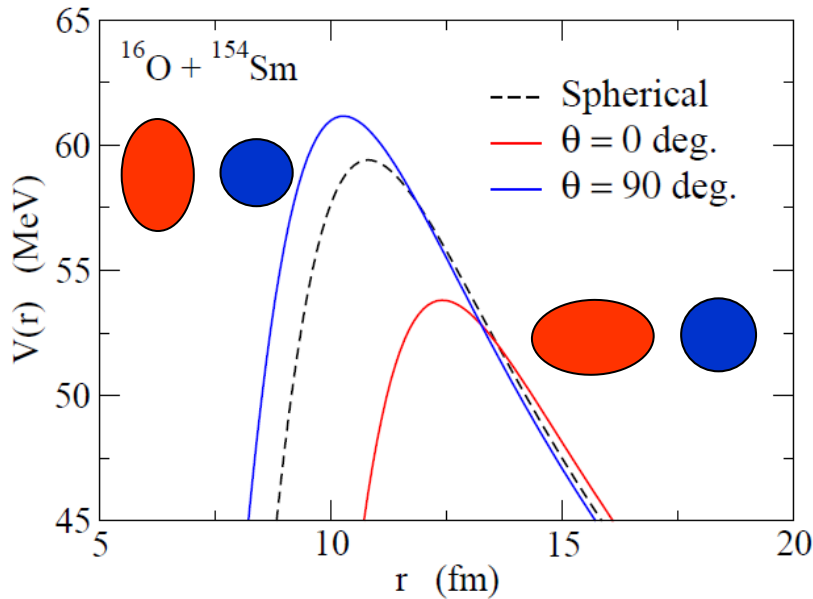 65
60
55
50
45
V(r) (MeV)
¹⁶O + ¹⁵⁴Sm
Spherical
θ = 0 deg.
θ = 90 deg.
5
10
15
20
r (fm)